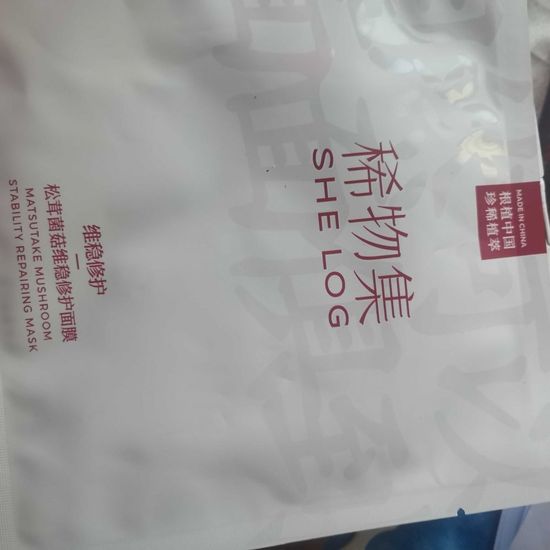 MADE IN CHINA
根植中国
珍稀植萃
稀物集
SHE LOG
维稳修护
松茸菌菇维稳修护面膜
MATSUTAKE MUSHROOM
STABILITY REPAIRING MASK